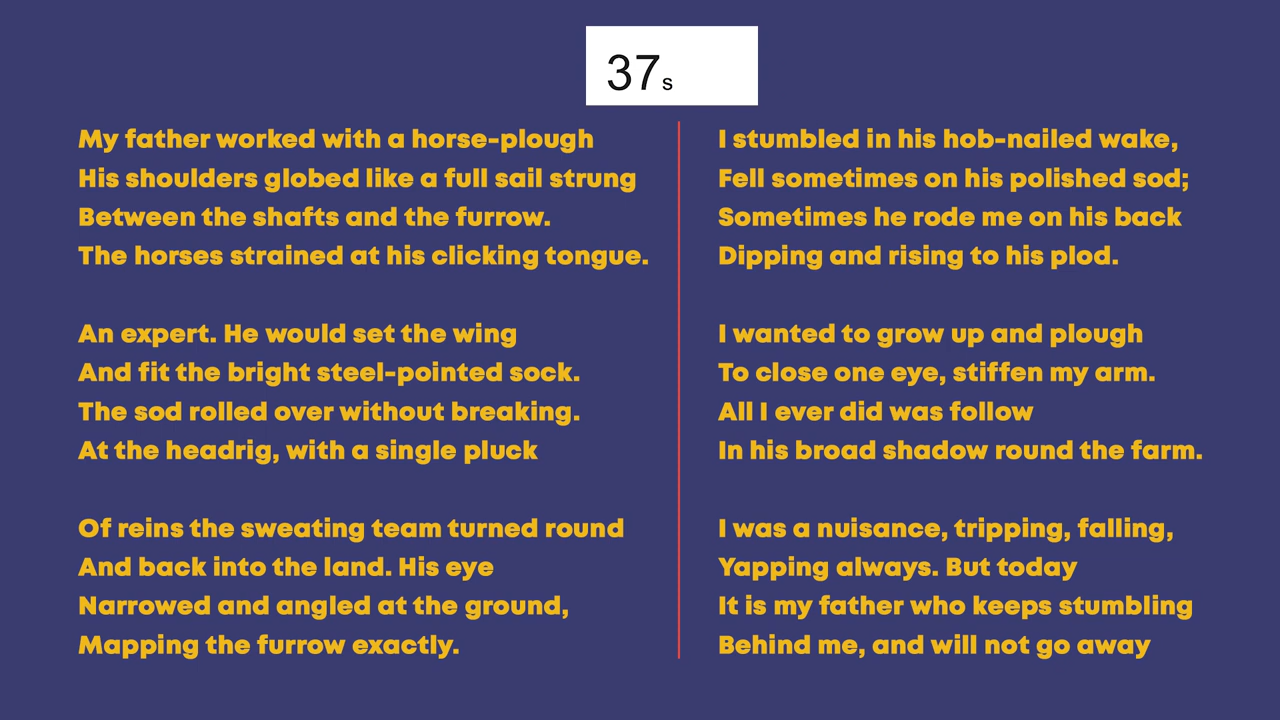 37s
My father worked with a horse-plough
His shoulders globed like a full sail strung
Between the shafts and the furrow.
The horses strained at his clicking tongue.
An expert. He would set the wing
And fit the bright steel-pointed sock.
The sod rolled over without breaking.
At the headrig, with a single pluck
Of reins the sweating team turned round
And back into the land. His eye
Narrowed and angled at the ground,
Mapping the furrow exactly.
I stumbled in his hob-nailed wake,
Fell sometimes on his polished sod;
Sometimes he rode me on his back
Dipping and rising to his plod.
I wanted to grow up and plough
To close one eye, stiffen my arm.
All I ever did was follow
In his broad shadow round the farm.
I was a nuisance, tripping, falling,
Yapping always. But today
It is my father who keeps stumbling
Behind me, and will not go away